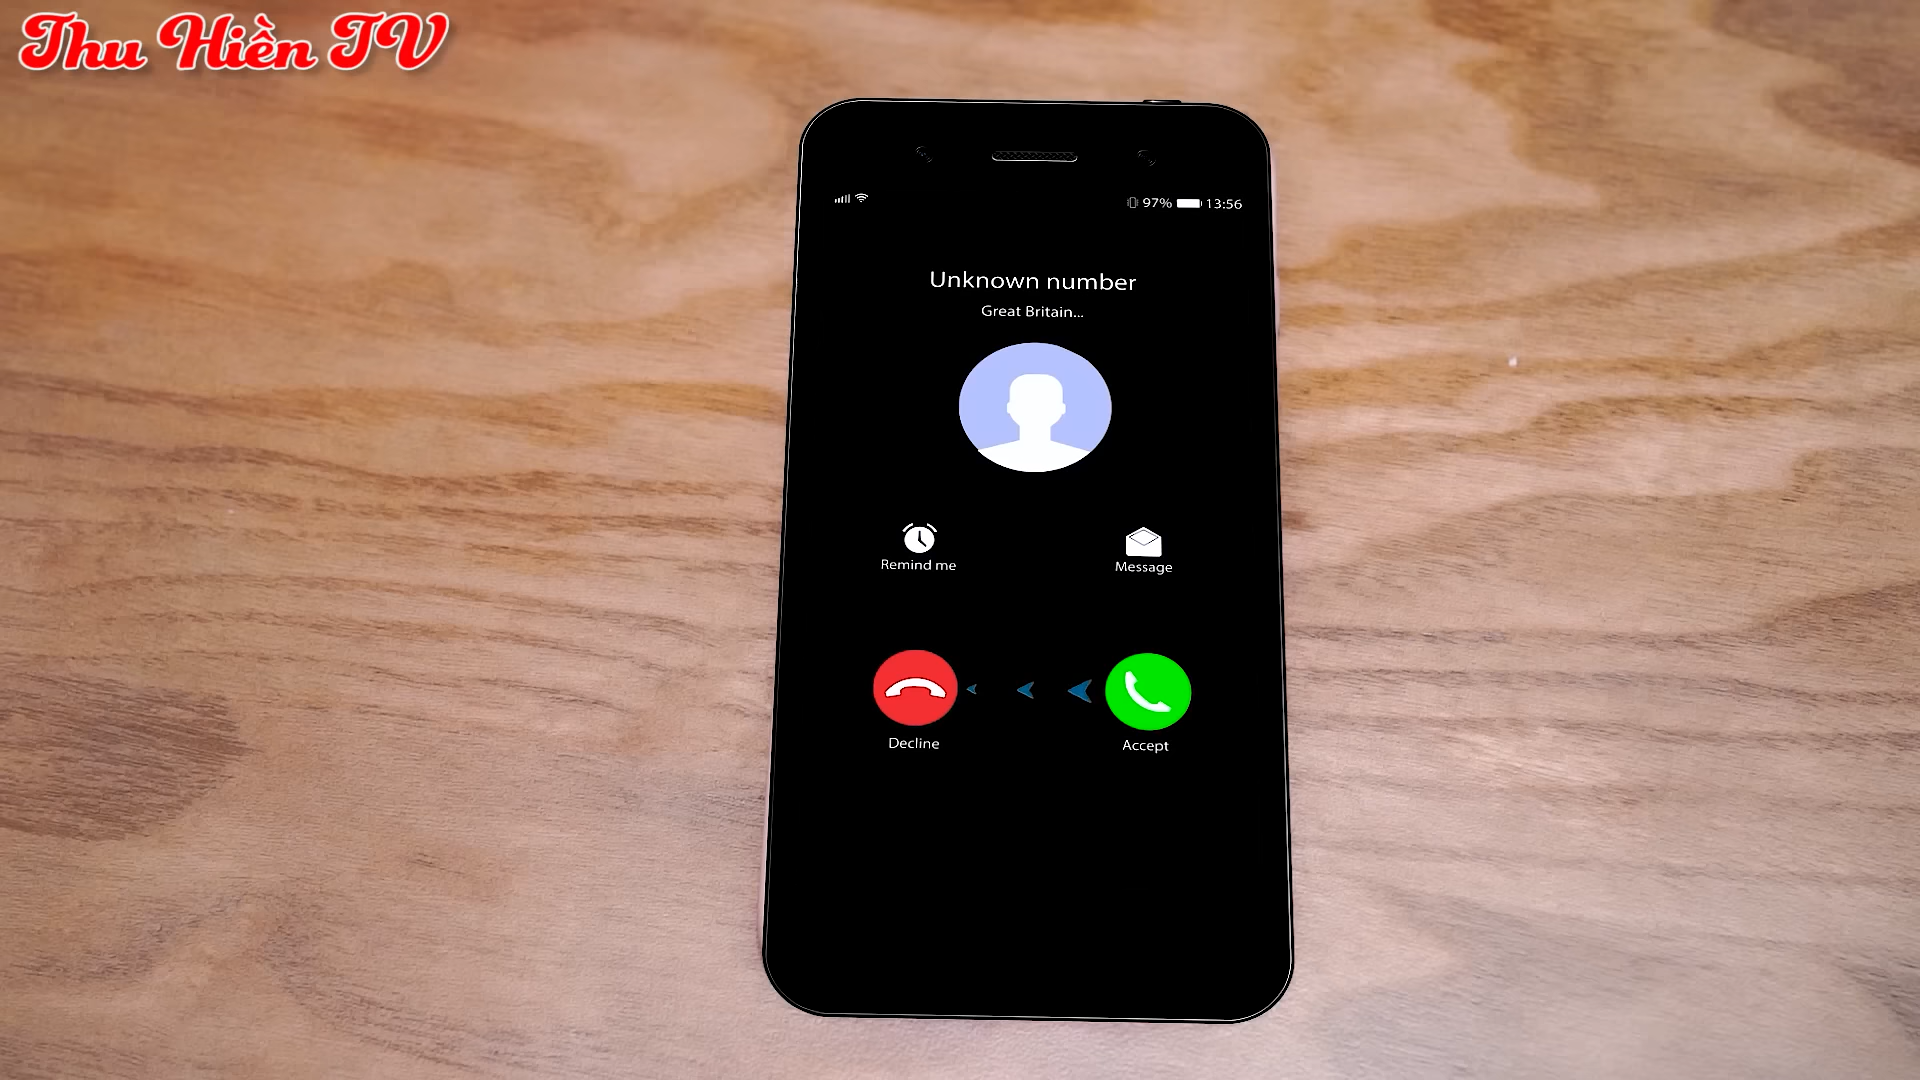 Thu Hiền TV
97% 13:56
Unknown number
Great Britain...
Remind me
Message
Decline
Accept